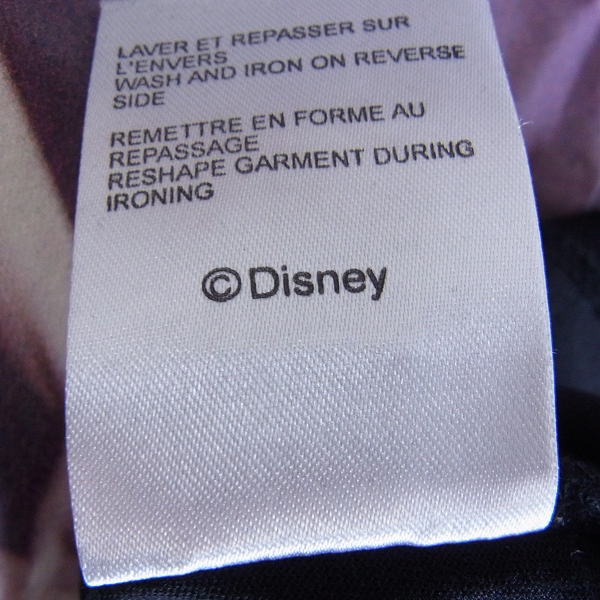 LAVER ET REPASSER SUR
L'ENVERS
WASH AND IRON ON REVERSE
SIDE
REMETTRE EN FORME AU
REPASSAGE
RESHAPE GARMENT DURING
IRONING
©Disney